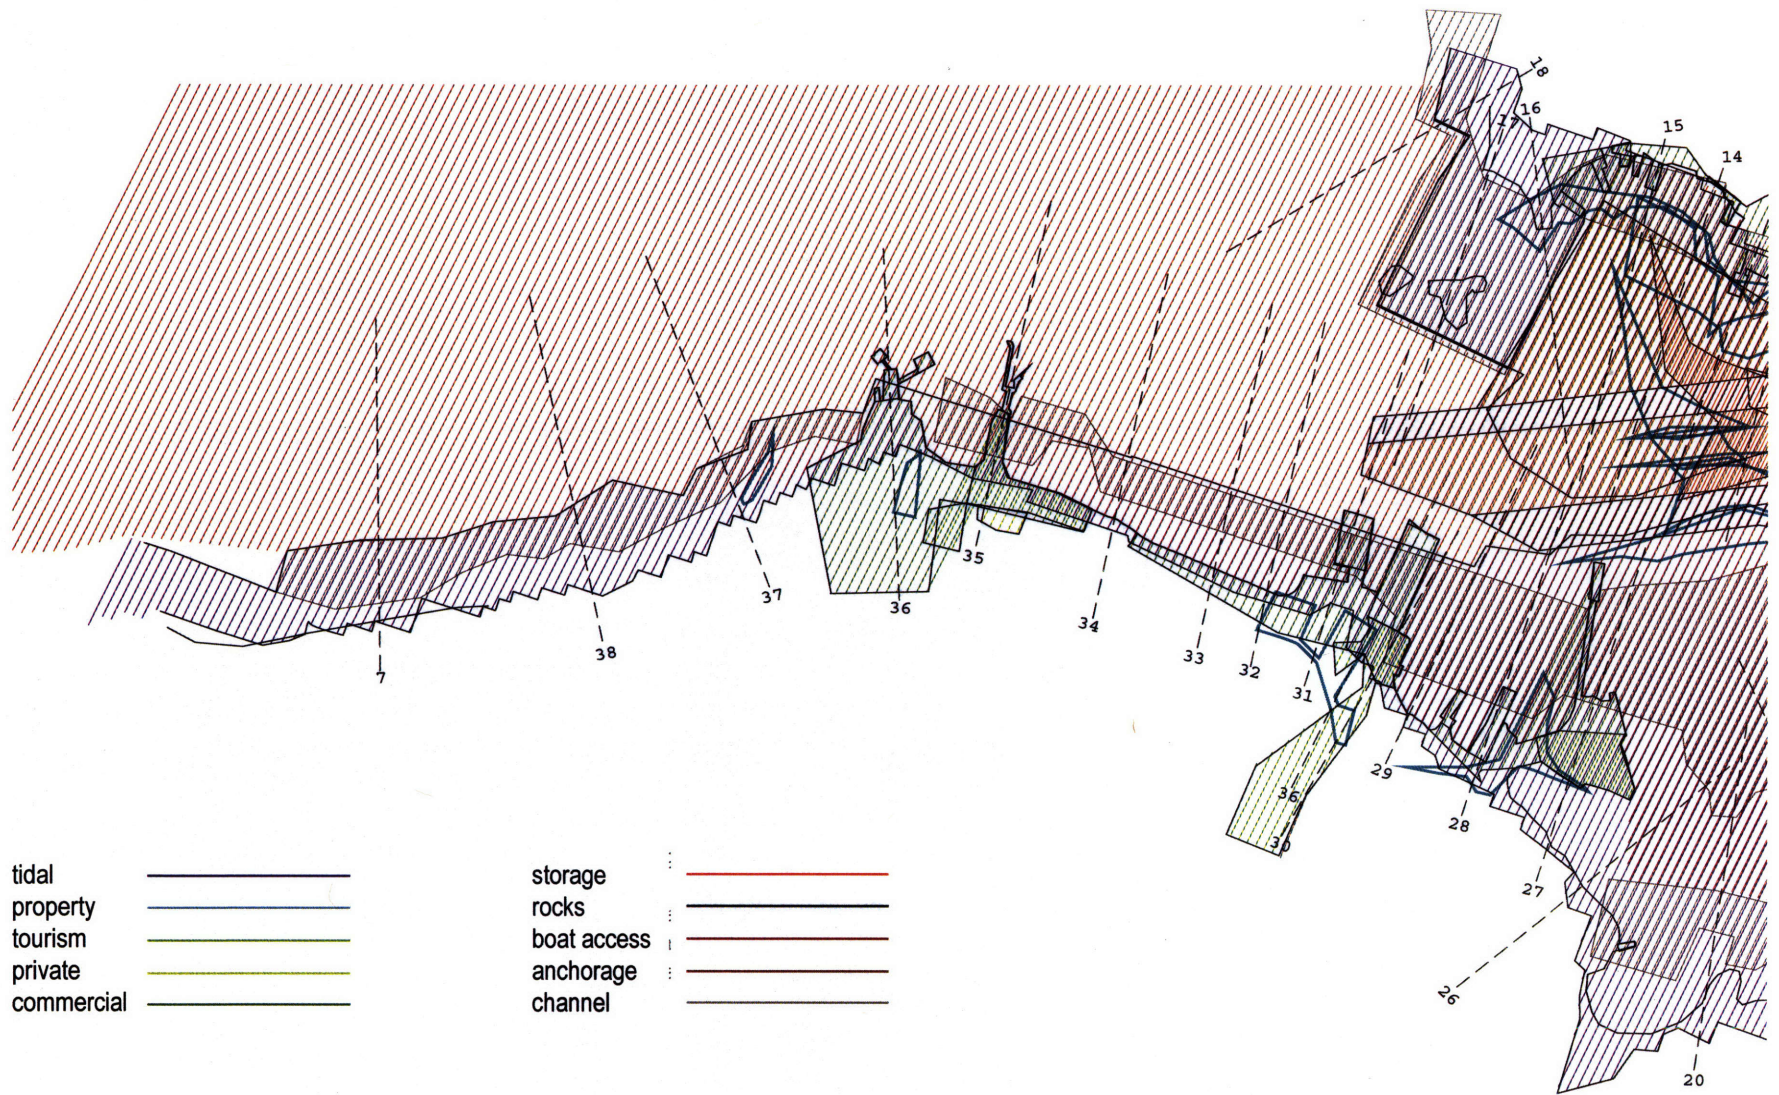 18
16
17
15
14
37
36
35
34
33
32
31
38
7
29
36
30
28
27
26
20
tidal
property
tourism
private
commercial
storage
rocks
boat access
anchorage
channel